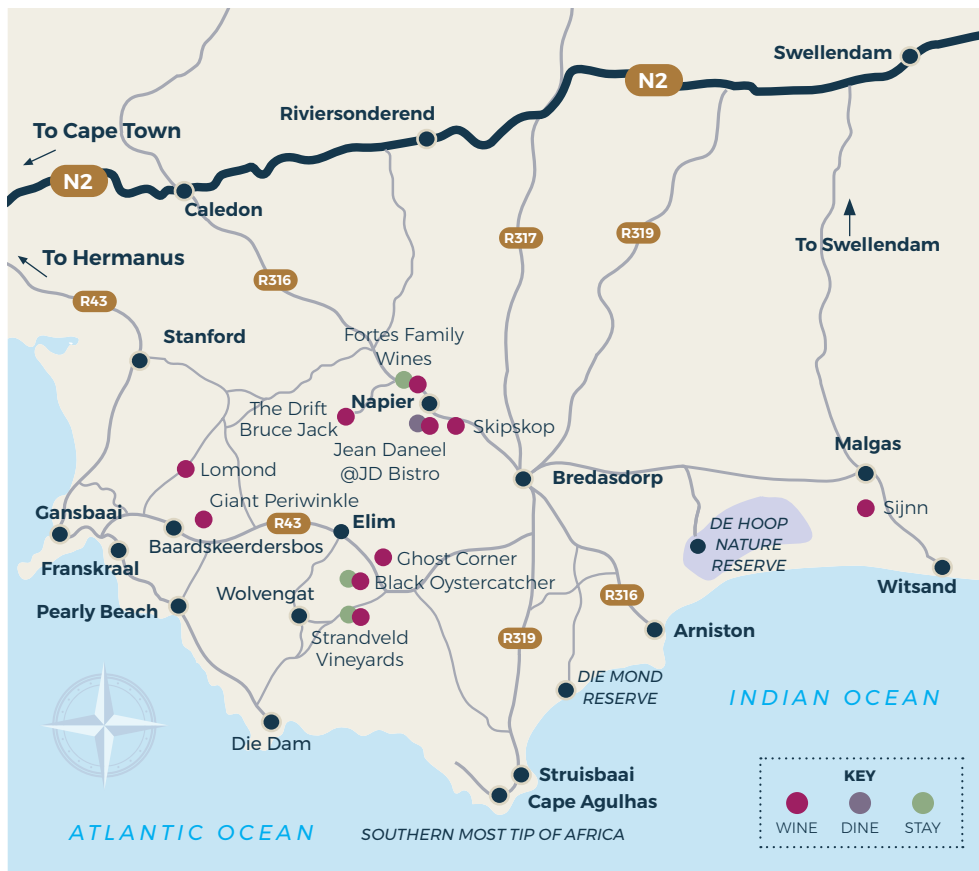 Swellendam
N2
Riviersonderend
To Cape Town
N2
Caledon
R317
R319
To Swellendam
To Hermanus
R316
R43
Stanford
Fortes Family
Wines
Napier
The Drift
Bruce Jack
Skipskop
Jean Daneel
@JD Bistro
Malgas
Lomond
Bredasdorp
Giant Periwinkle
Sijnn
Gansbaai
R43
Elim
DE HOOP
NATURE
RESERVE
Baardskeerdersbos
Franskraal
Ghost Corner
Black Oystercatcher
Witsand
Wolvengat
R316
Pearly Beach
Strandveld
Vineyards
R319
Arniston
DIE MOND
RESERVE
INDIAN OCEAN
Die Dam
Struisbaai
Cape Agulhas
KEY
WINE
DINE
STAY
ATLANTIC OCEAN
SOUTHERN MOST TIP OF AFRICA